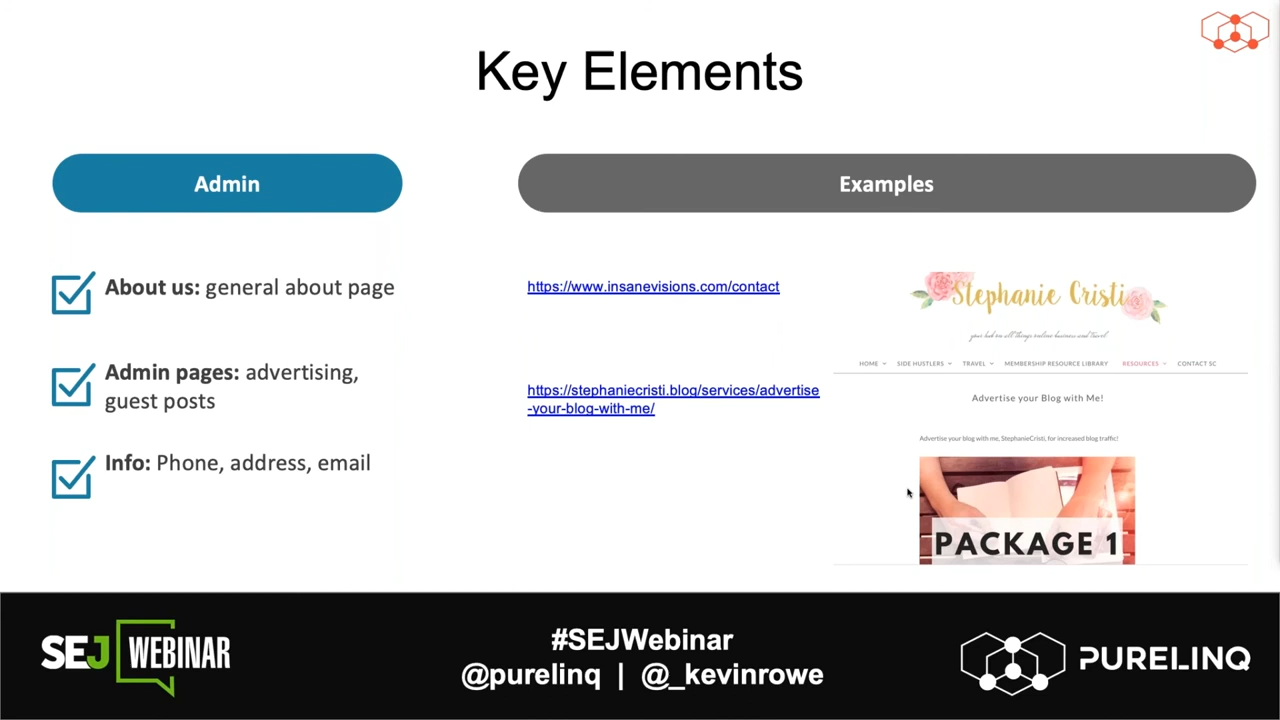 Key Elements
Admin
Examples
About us: general about page
https://www.insanevisions.com/contact
Admin pages: advertising,
guest posts
https://stephaniecristi.blog/services/advertise
-your-blog-with-me/
Info: Phone, address, email
Stephanie Cristi
your hub on all things online business and travel
HOME SIDE HUSTLERS TRAVEL MEMBERSHIP RESOURCE LIBRARY RESOURCES CONTACT SC
Advertise your Blog with Me!
Advertise your blog with me, StephanieCristi, for increased blog traffic!
PACKAGE 1
SEJ WEBINAR
#SEJWebinar
@purelinq | @_kevinrowe
PURELINQ